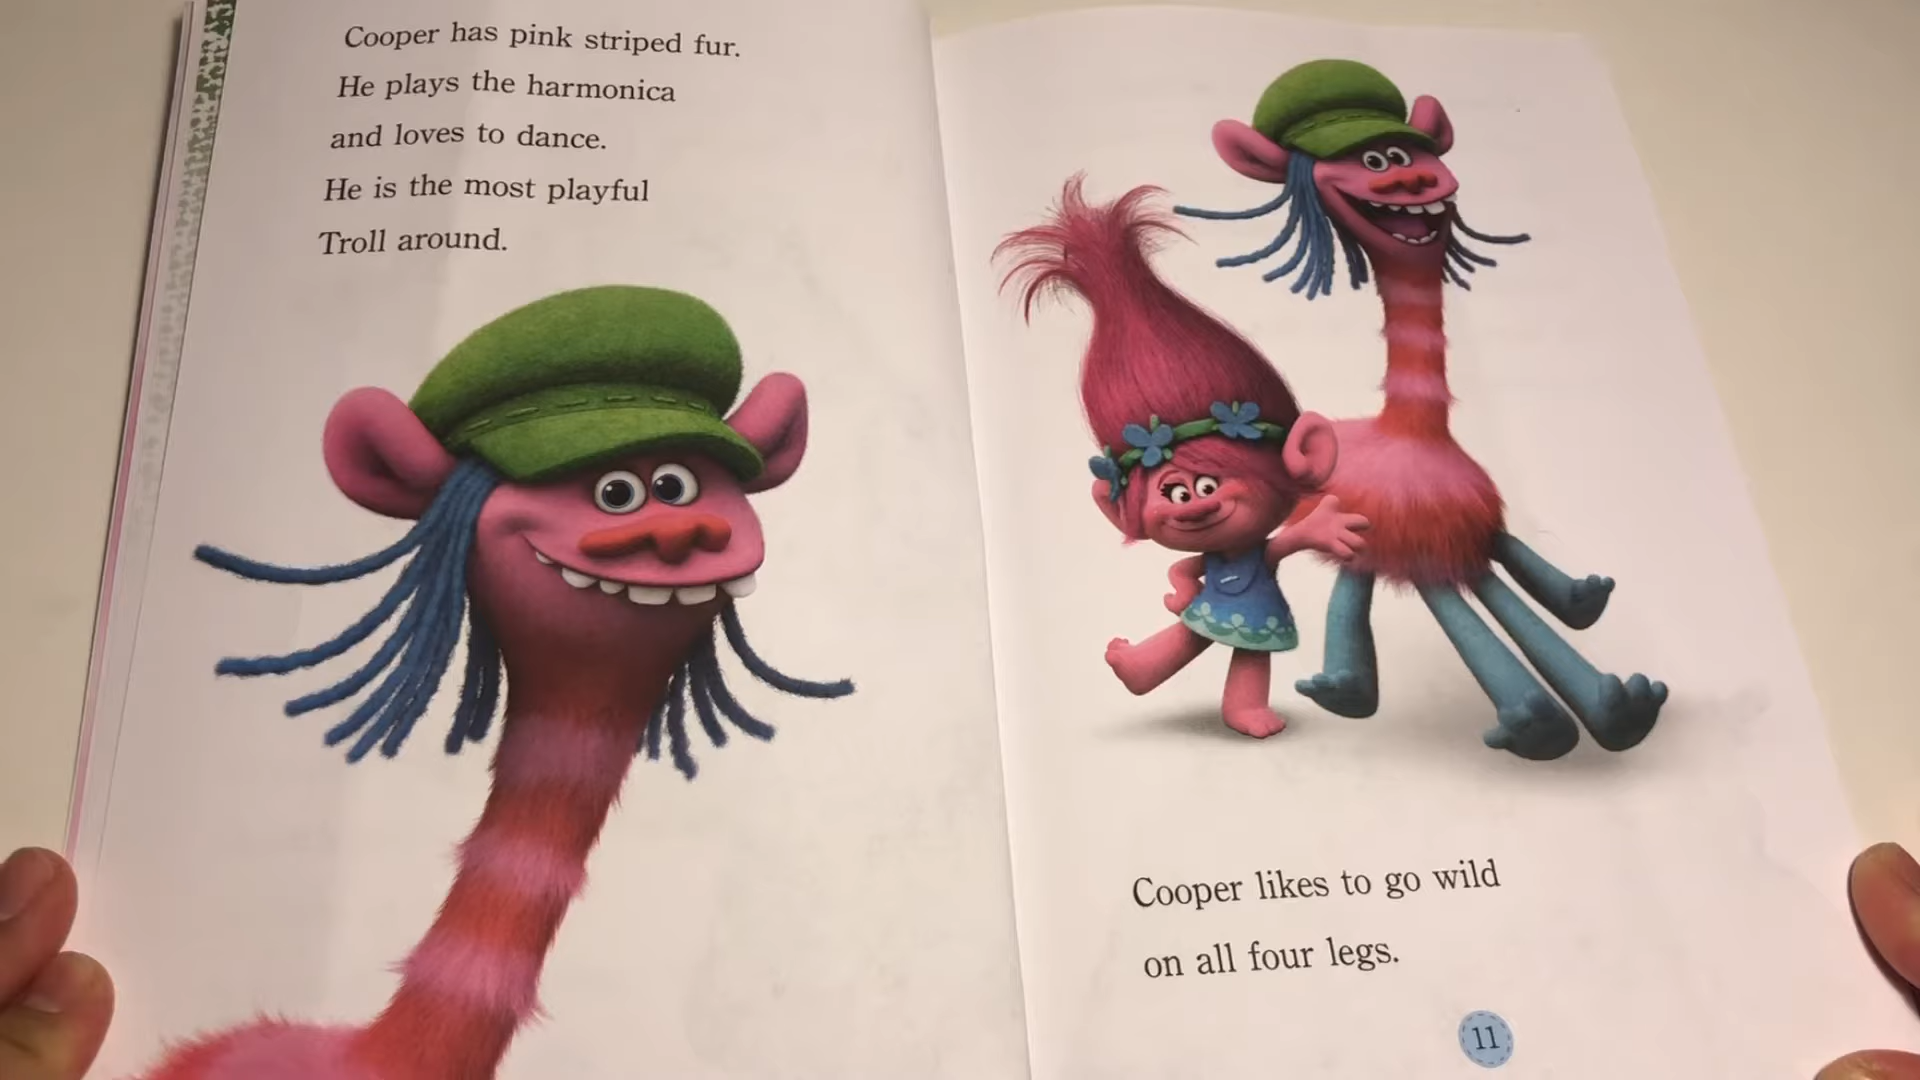 Cooper has pink striped fur.
He plays the harmonica
and loves to dance.
He is the most playful
Troll around.
Cooper likes to go wild
on all four legs.
11